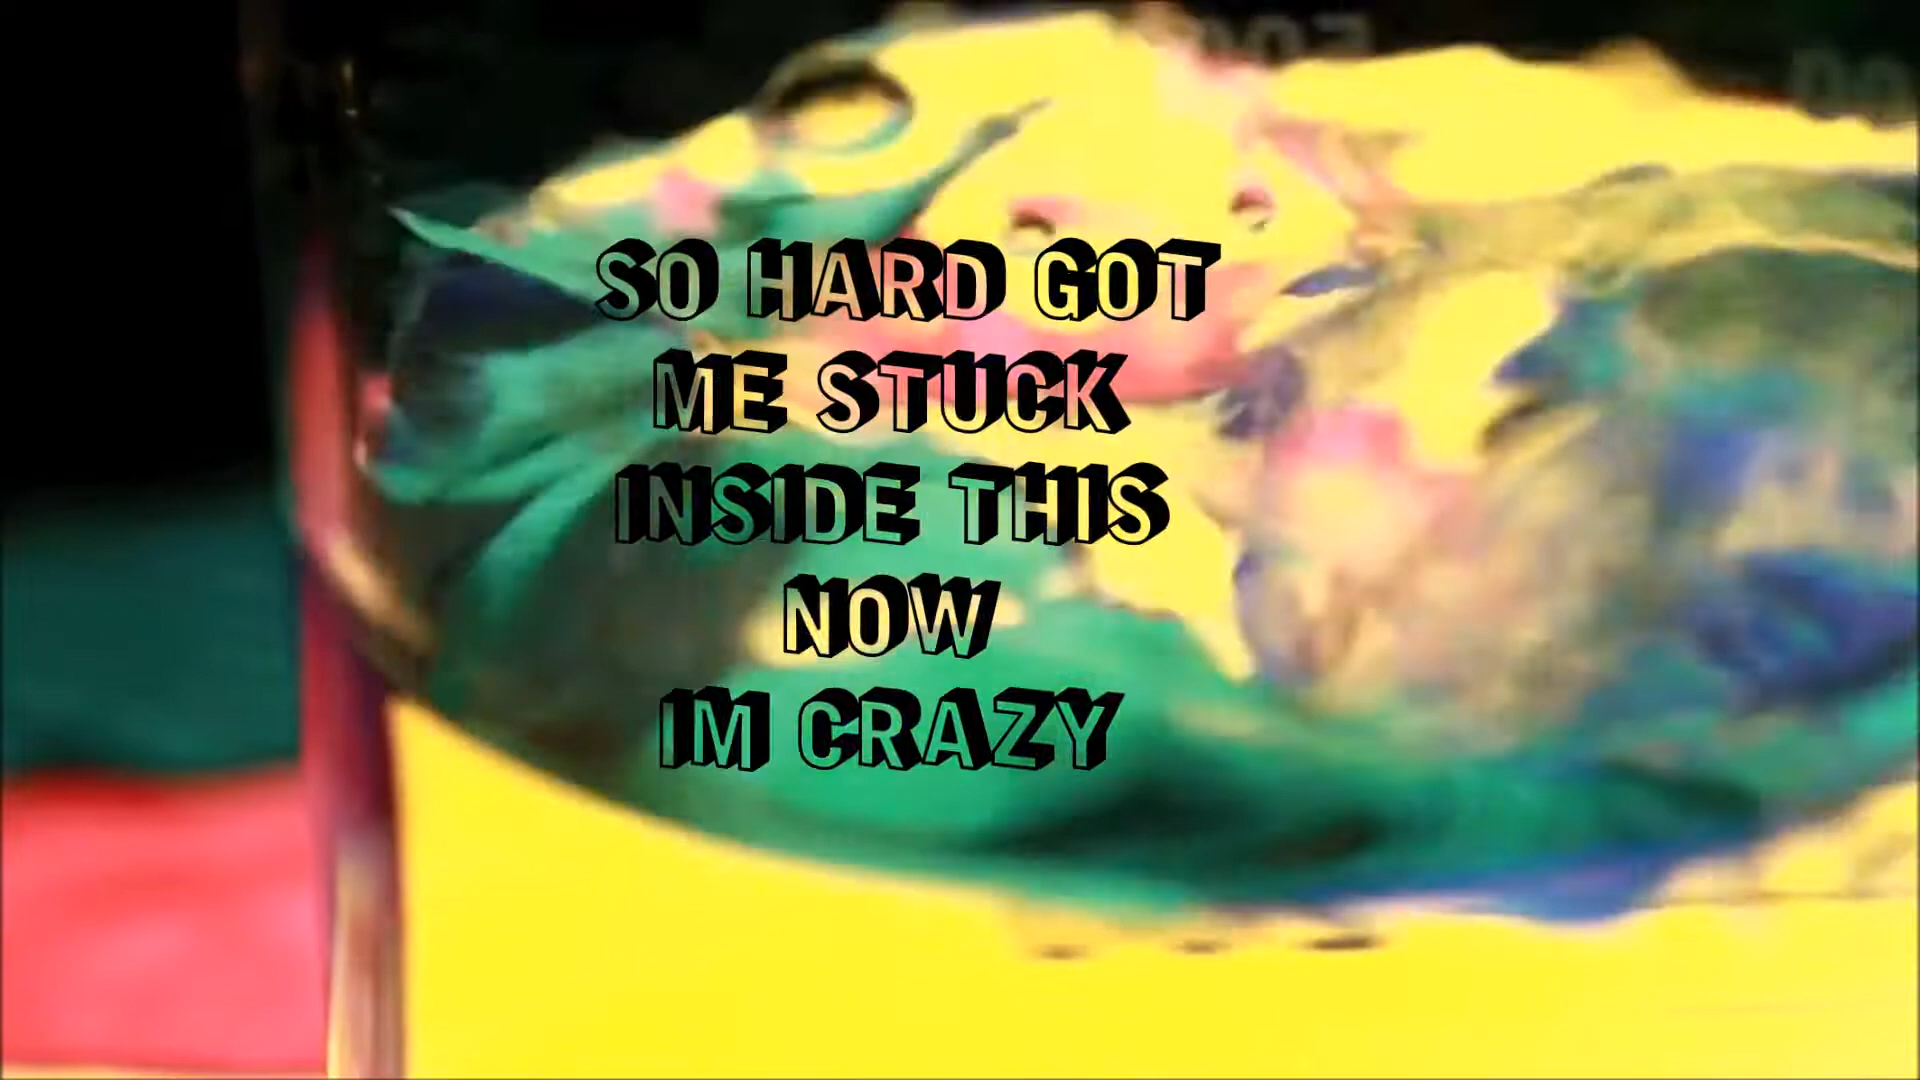 SO HARD GOT
ME STUCK
INSIDE THIS
NOW
IM CRAZY